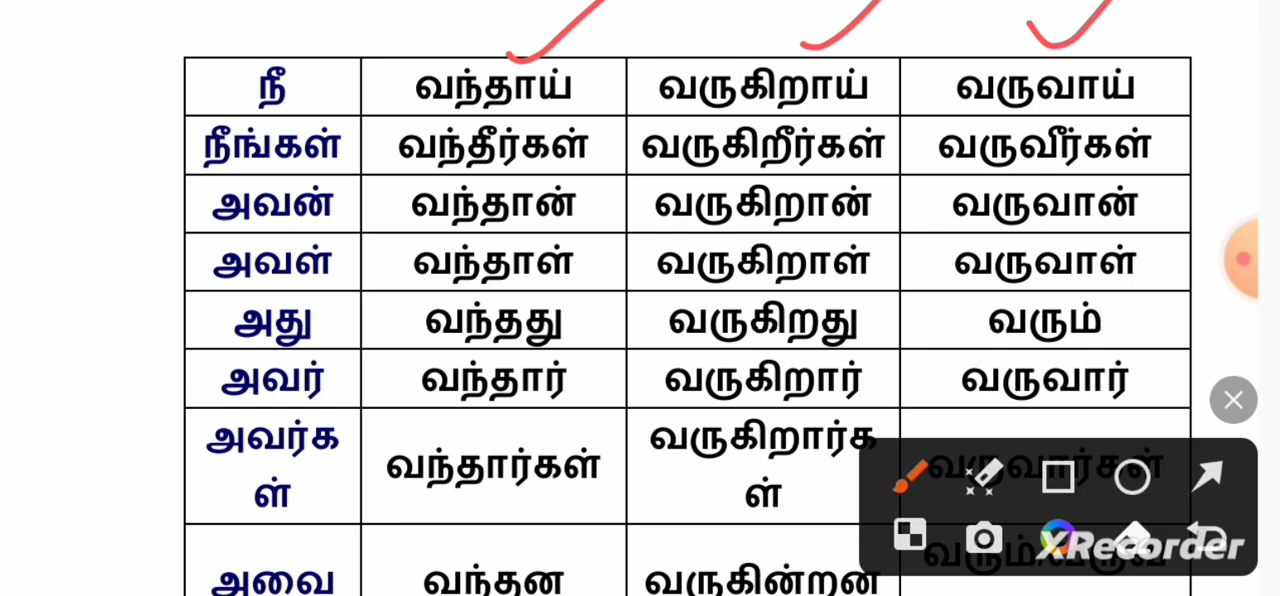 நீ வந்தாய் வருகிறாய் வருவாய்
நீங்கள் வந்தீர்கள் வருகிறீர்கள் வருவீர்கள்
அவன் வந்தான் வருகிறான் வருவான்
அவள் வந்தாள் வருகிறாள் வருவாள்
அது வந்தது வருகிறது வரும்
அவர் வந்தார் வருகிறார் வருவார்
அவர்க
ள் வந்தார்கள் வருகிறார்க
ள் வருவார்கள்
அவை வந்தன வருகின்றன
XRecorder